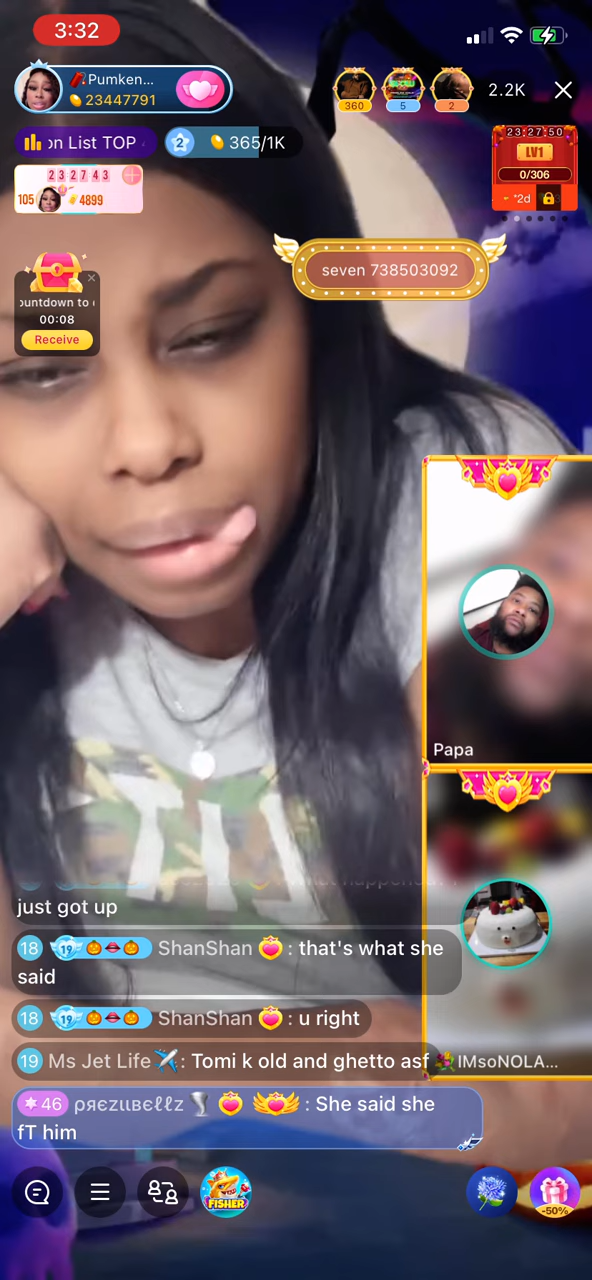 3:32
Pumken...
23447791
360
5
2
2.2K
on List TOP
2
365/1K
23:27:50
LV1
0/306
*2d
2 3 2 7 4 3
105
4899
seven 738503092
ountdown to
00:08
Receive
Papa
just got up
18 19 ShanShan : that's what she
said
18 19 ShanShan : u right
19 Ms Jet Life : Tomi k old and ghetto asf
IMsoNOLA...
46 ρяєzιιвєℓℓz : She said she
fT him
FISHER
-50%